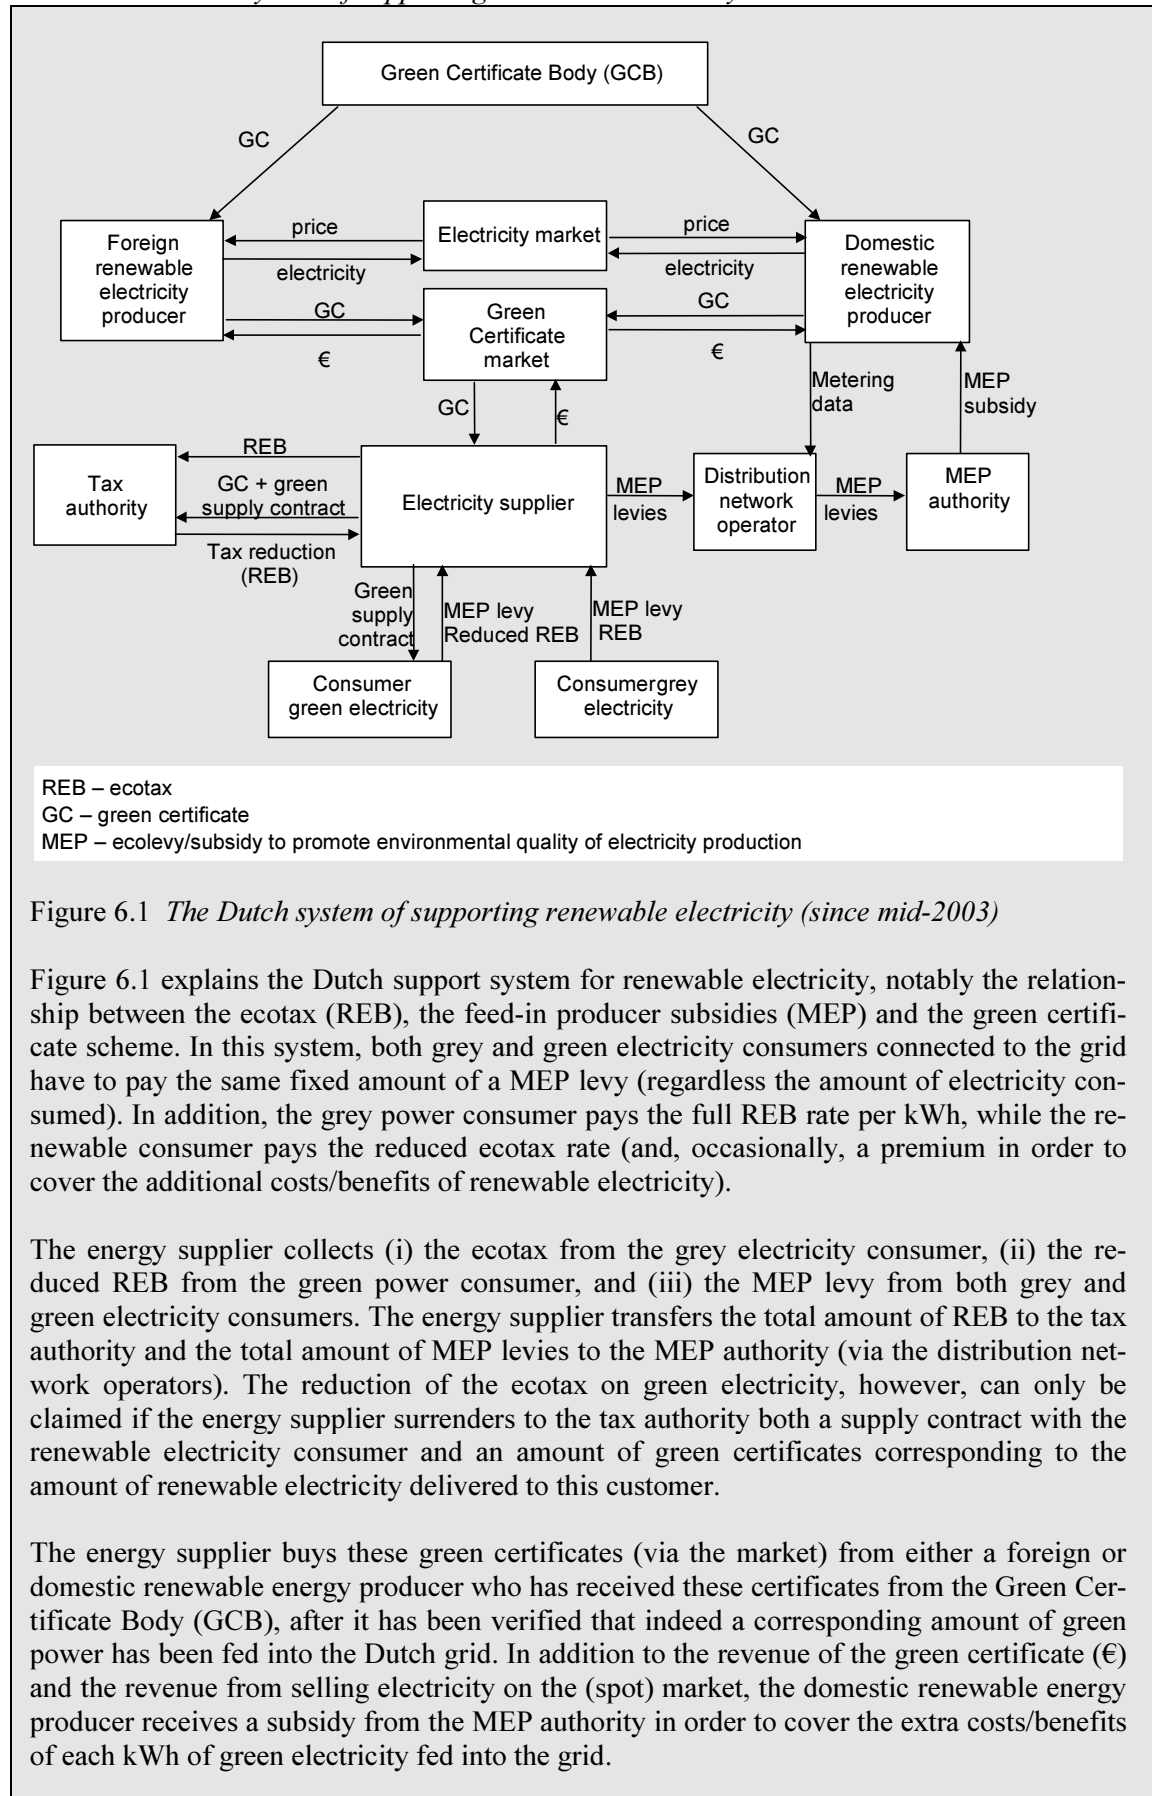 Green Certificate Body (GCB)
GC
GC
Foreign
renewable
electricity
producer
price
electricity
Electricity market
price
electricity
Domestic
renewable
electricity
producer
GC
€
Green
Certificate
market
GC
€
GC
€
Metering
data
MEP
subsidy
Tax
authority
REB
GC + green
supply contract
Tax reduction
(REB)
Electricity supplier
MEP
levies
Distribution
network
operator
MEP
levies
MEP
authority
Green
supply
contract
MEP levy
Reduced REB
MEP levy
REB
Consumer
green electricity
Consumergrey
electricity
REB – ecotax
GC – green certificate
MEP – ecolevy/subsidy to promote environmental quality of electricity production
Figure 6.1 The Dutch system of supporting renewable electricity (since mid-2003)
Figure 6.1 explains the Dutch support system for renewable electricity, notably the relation-
ship between the ecotax (REB), the feed-in producer subsidies (MEP) and the green certifi-
cate scheme. In this system, both grey and green electricity consumers connected to the grid
have to pay the same fixed amount of a MEP levy (regardless the amount of electricity con-
sumed). In addition, the grey power consumer pays the full REB rate per kWh, while the re-
newable consumer pays the reduced ecotax rate (and, occasionally, a premium in order to
cover the additional costs/benefits of renewable electricity).
The energy supplier collects (i) the ecotax from the grey electricity consumer, (ii) the re-
duced REB from the green power consumer, and (iii) the MEP levy from both grey and
green electricity consumers. The energy supplier transfers the total amount of REB to the tax
authority and the total amount of MEP levies to the MEP authority (via the distribution net-
work operators). The reduction of the ecotax on green electricity, however, can only be
claimed if the energy supplier surrenders to the tax authority both a supply contract with the
renewable electricity consumer and an amount of green certificates corresponding to the
amount of renewable electricity delivered to this customer.
The energy supplier buys these green certificates (via the market) from either a foreign or
domestic renewable energy producer who has received these certificates from the Green Cer-
tificate Body (GCB), after it has been verified that indeed a corresponding amount of green
power has been fed into the Dutch grid. In addition to the revenue of the green certificate (€)
and the revenue from selling electricity on the (spot) market, the domestic renewable energy
producer receives a subsidy from the MEP authority in order to cover the extra costs/benefits
of each kWh of green electricity fed into the grid.